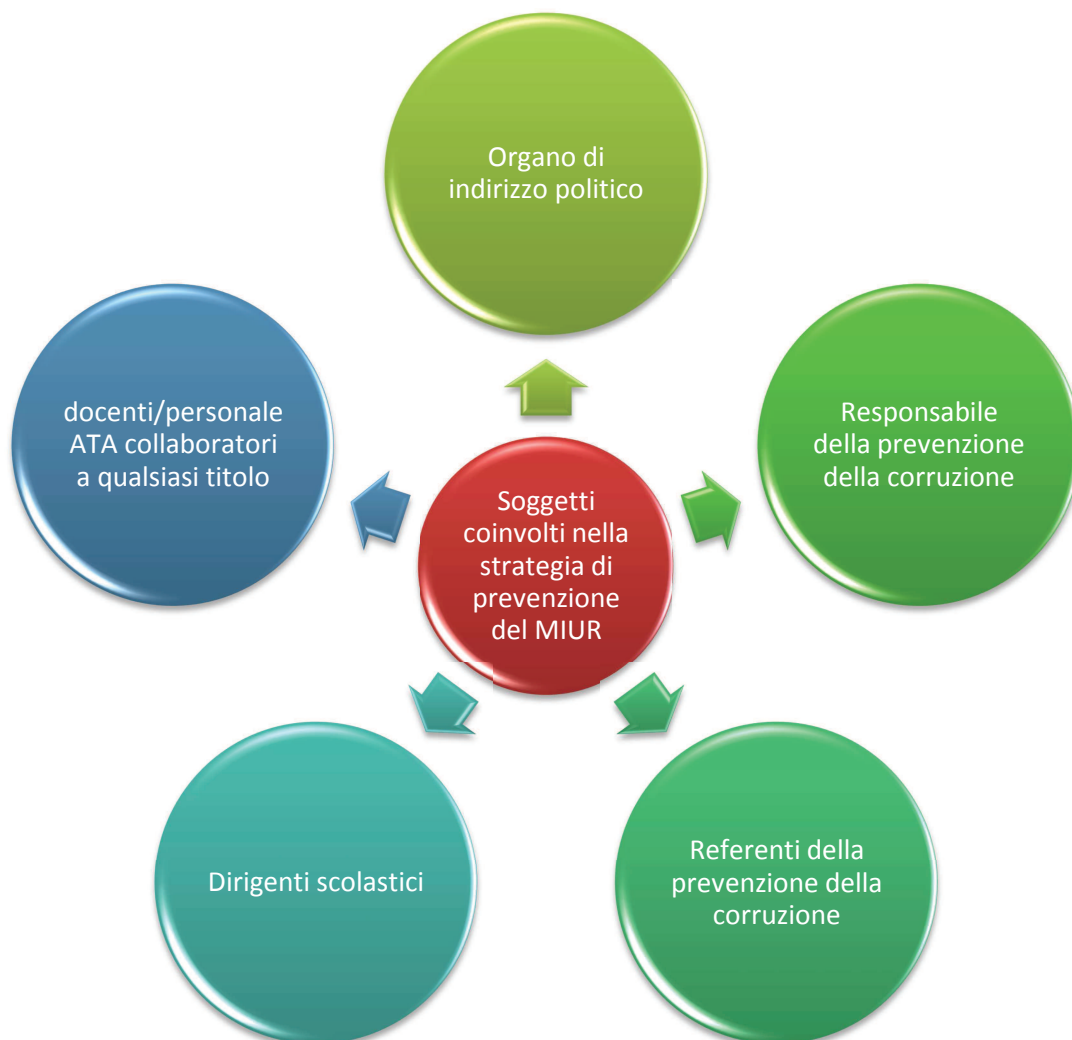 Organo di
indirizzo politico
Responsabile
della prevenzione
della corruzione
Referenti della
prevenzione della
corruzione
Dirigenti scolastici
docenti/personale
ATA collaboratori
a qualsiasi titolo
Soggetti
coinvolti nella
strategia di
prevenzione
del MIUR